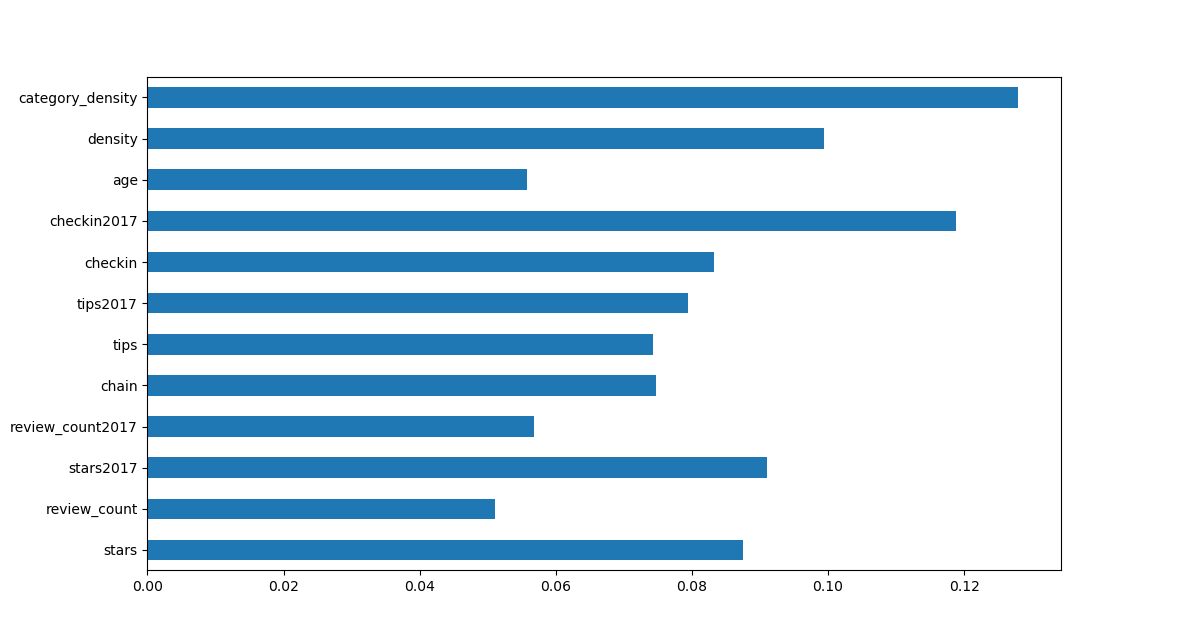 category_density
density
age
checkin2017
checkin
tips2017
tips
chain
review_count2017
stars2017
review_count
stars
0.00 0.02 0.04 0.06 0.08 0.10 0.12